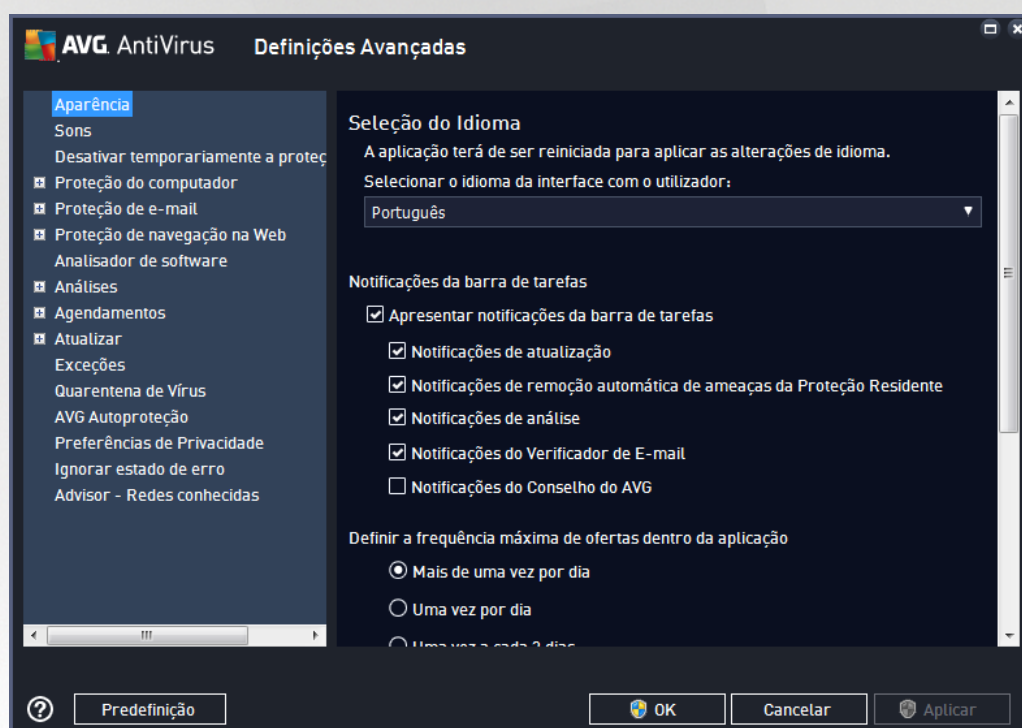 AVG. AntiVirus Definições Avançadas
Aparência
Sons
Desativar temporariamente a proteç
Proteção do computador
Proteção de e-mail
Proteção de navegação na Web
Analisador de software
Análises
Agendamentos
Atualizar
Exceções
Quarentena de Vírus
AVG Autoproteção
Preferências de Privacidade
Ignorar estado de erro
Advisor - Redes conhecidas
Seleção do Idioma
A aplicação terá de ser reiniciada para aplicar as alterações de idioma.
Selecionar o idioma da interface com o utilizador:
Português
Notificações da barra de tarefas
Apresentar notificações da barra de tarefas
Notificações de atualização
Notificações de remoção automática de ameaças da Proteção Residente
Notificações de análise
Notificações do Verificador de E-mail
Notificações do Conselho do AVG
Definir a frequência máxima de ofertas dentro da aplicação
Mais de uma vez por dia
Uma vez por dia
Uma vez a cada 2 dias
? Predefinição OK Cancelar Aplicar